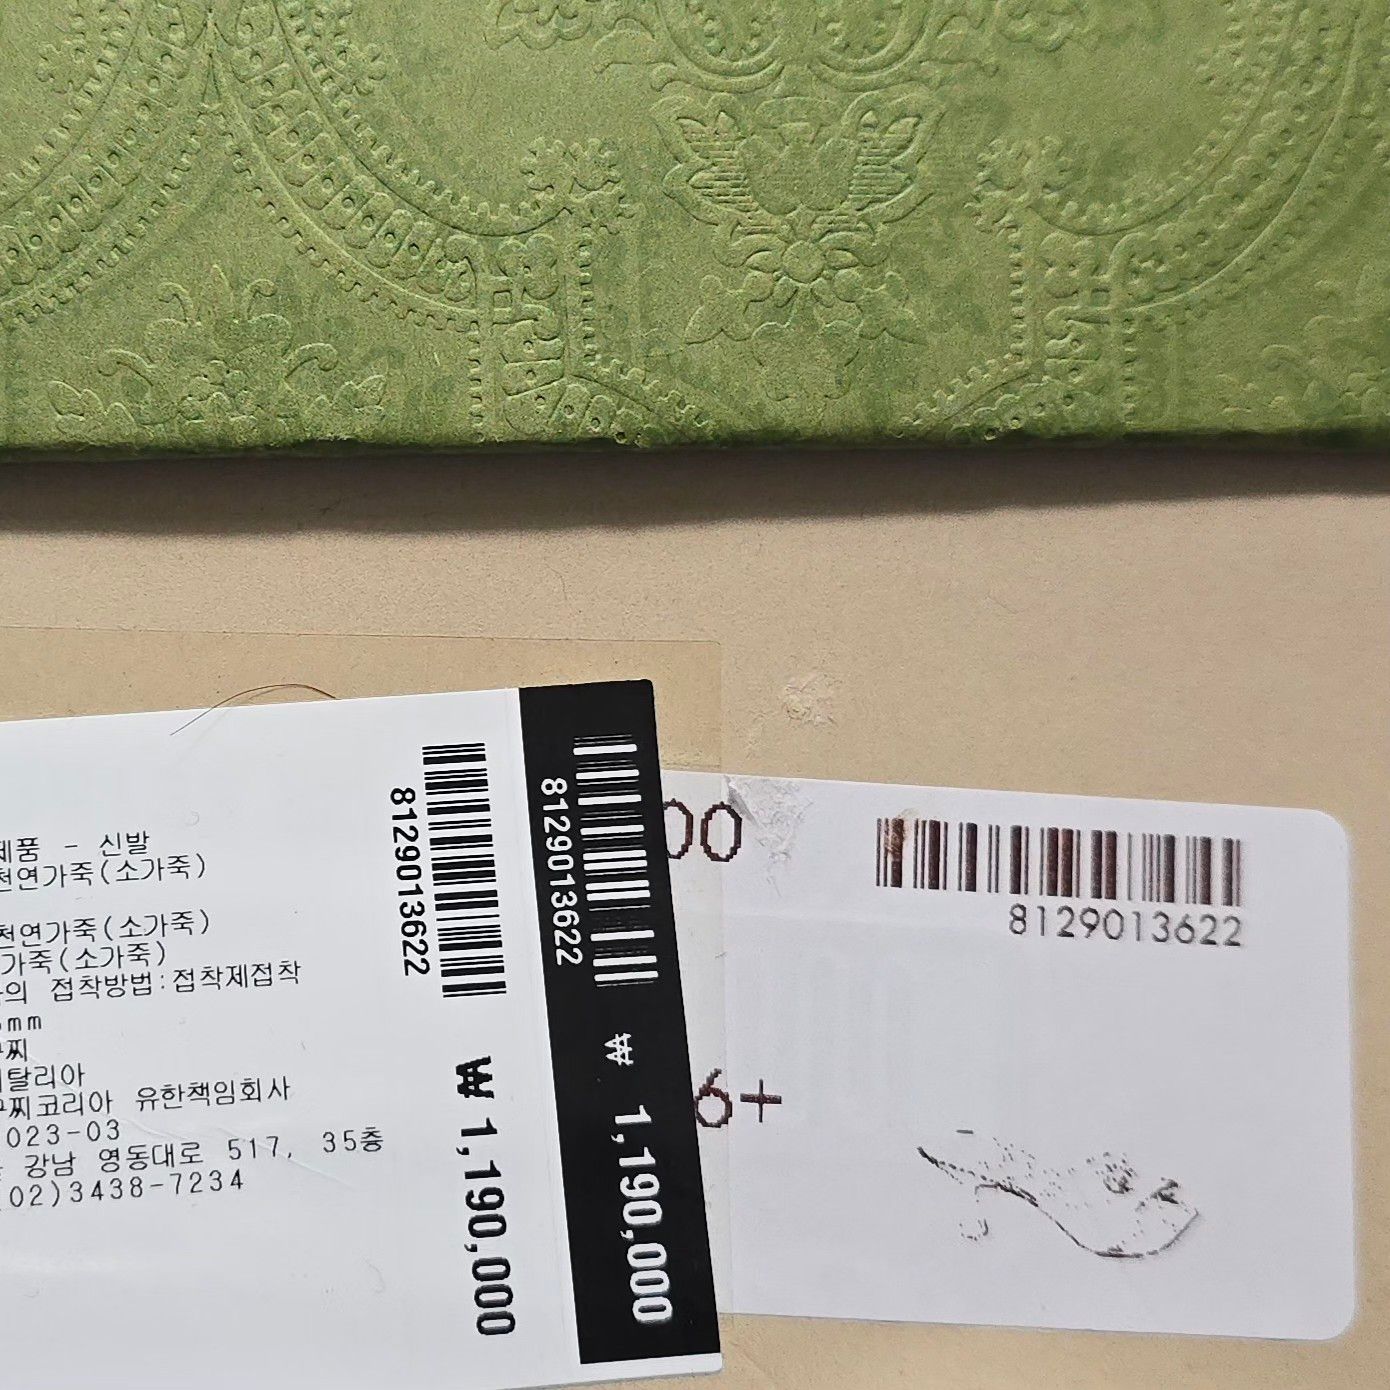 제품 - 신발
천연가죽(소가죽)
천연가죽(소가죽)
가죽(소가죽)
의 접착방법:접착제접착
mm
찌
탈리아
찌코리아 유한책임회사
023-03
강남 영동대로 517, 35층
(02)3438-7234
8129013622
₩ 1,190,000
8129013622
₩ 1,190,000
00
8129013622
6+